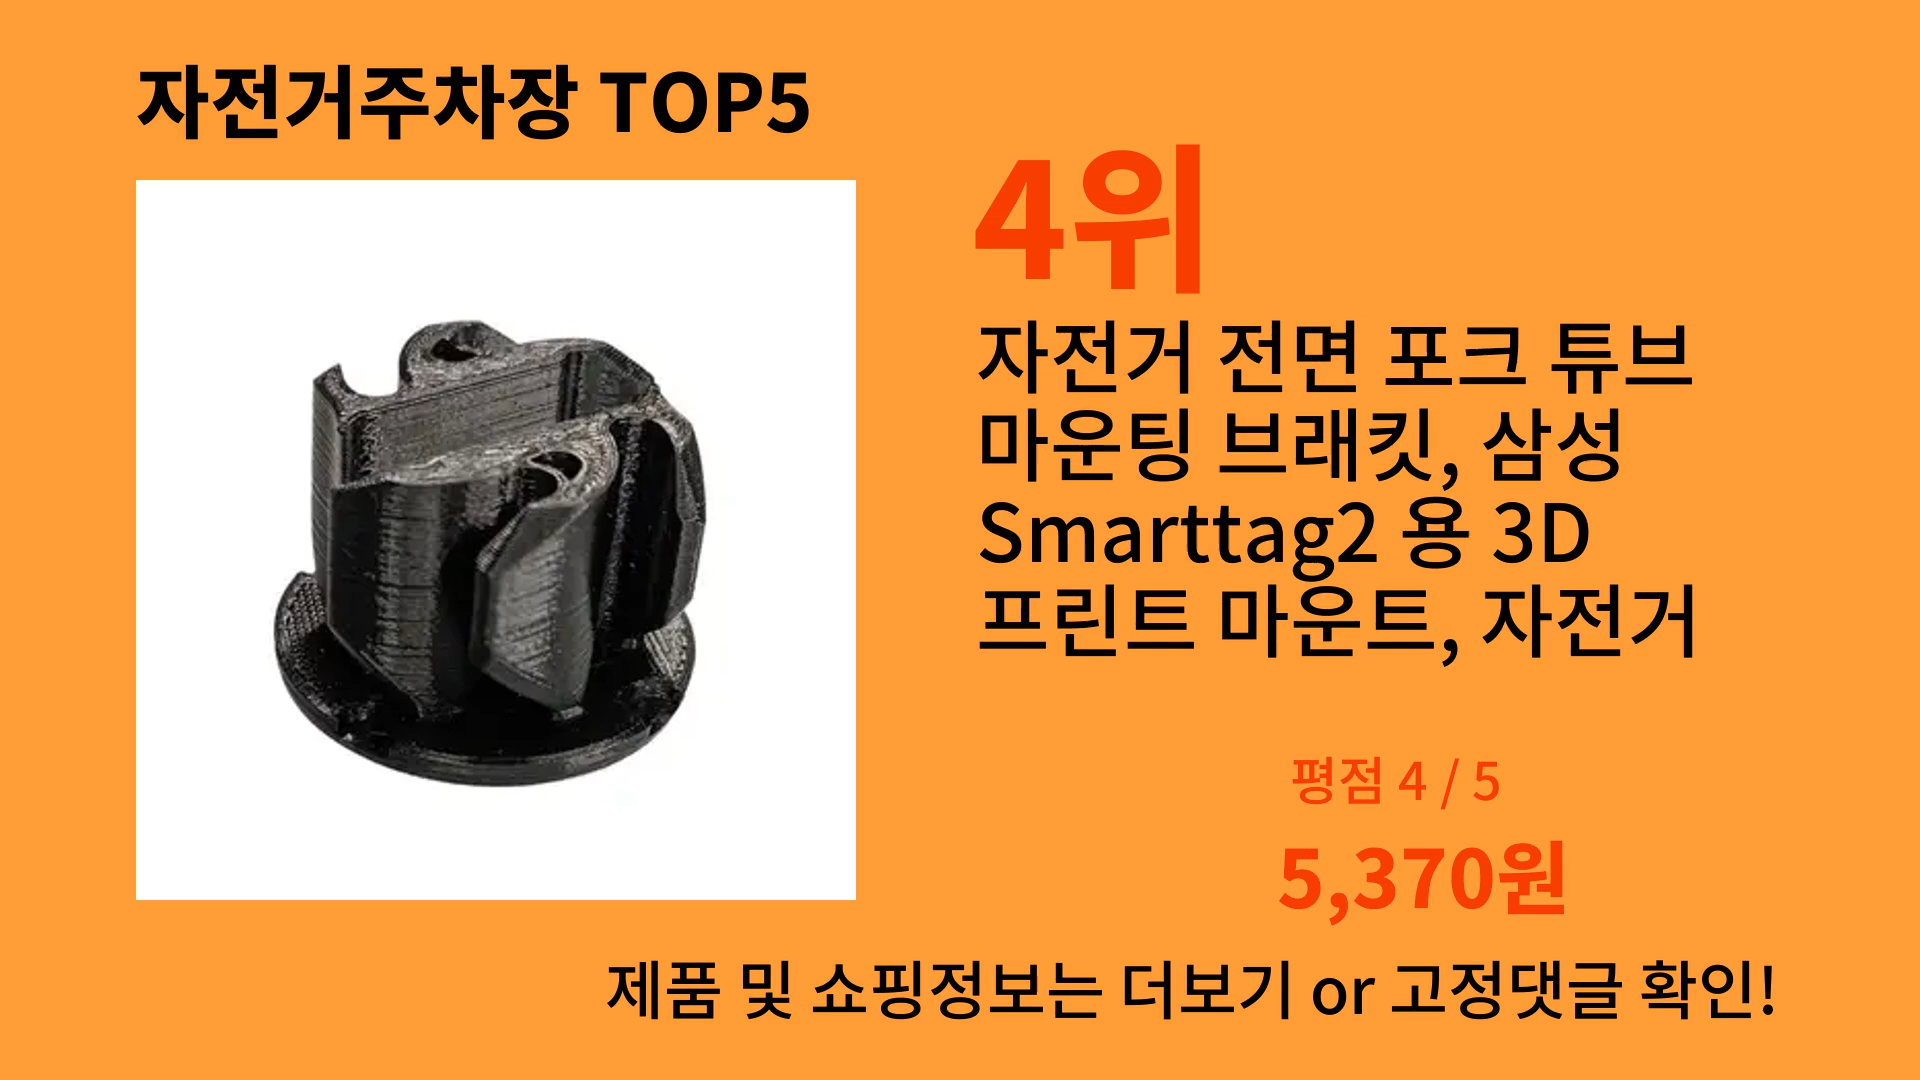 자전거주차장 TOP5
4위
자전거 전면 포크 튜브
마운팅 브래킷, 삼성
Smarttag2 용 3D
프린트 마운트, 자전거
평점 4 / 5
5,370원
제품 및 쇼핑정보는 더보기 or 고정댓글 확인!